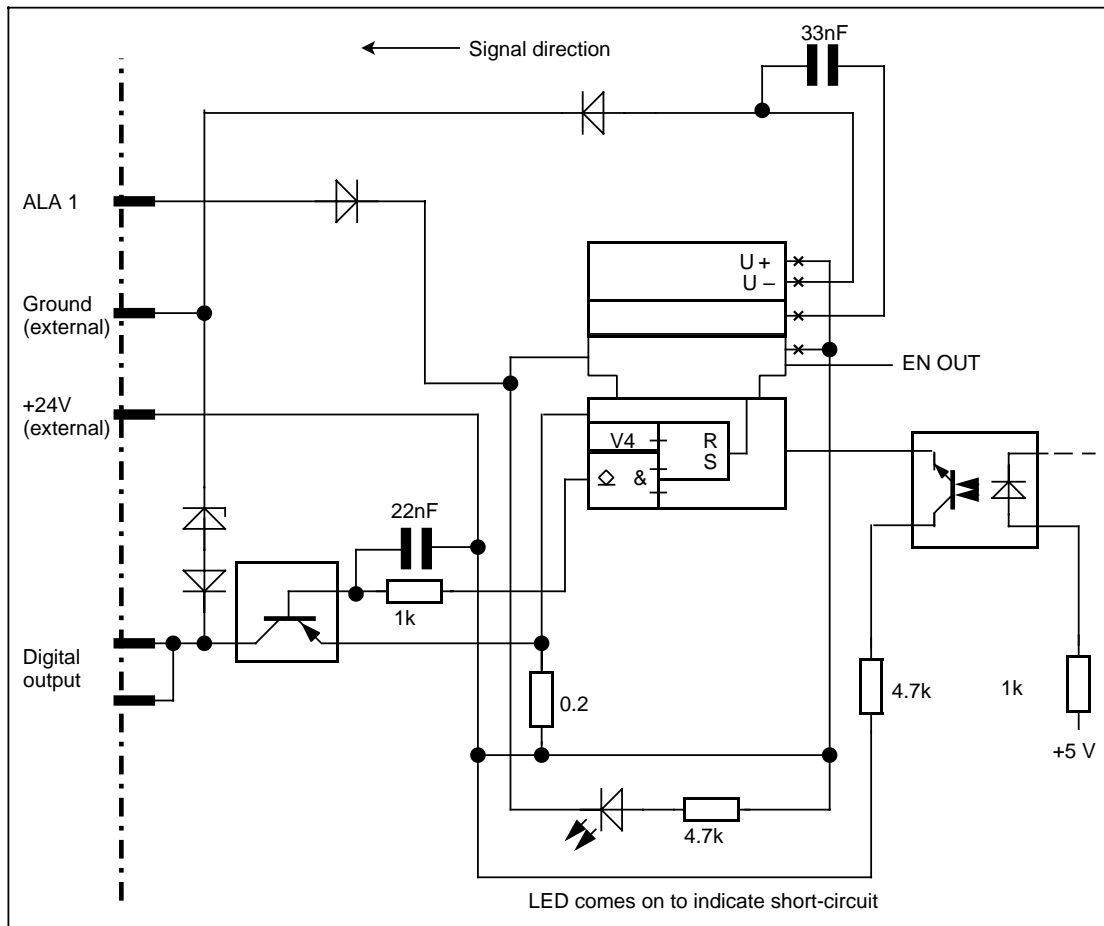 33nF
Signal direction
ALA 1
U +
U –
Ground
(external)
EN OUT
+24V
(external)
V4
R
S
&
22nF
1k
Digital
output
0.2
4.7k
1k
+5 V
4.7k
LED comes on to indicate short-circuit